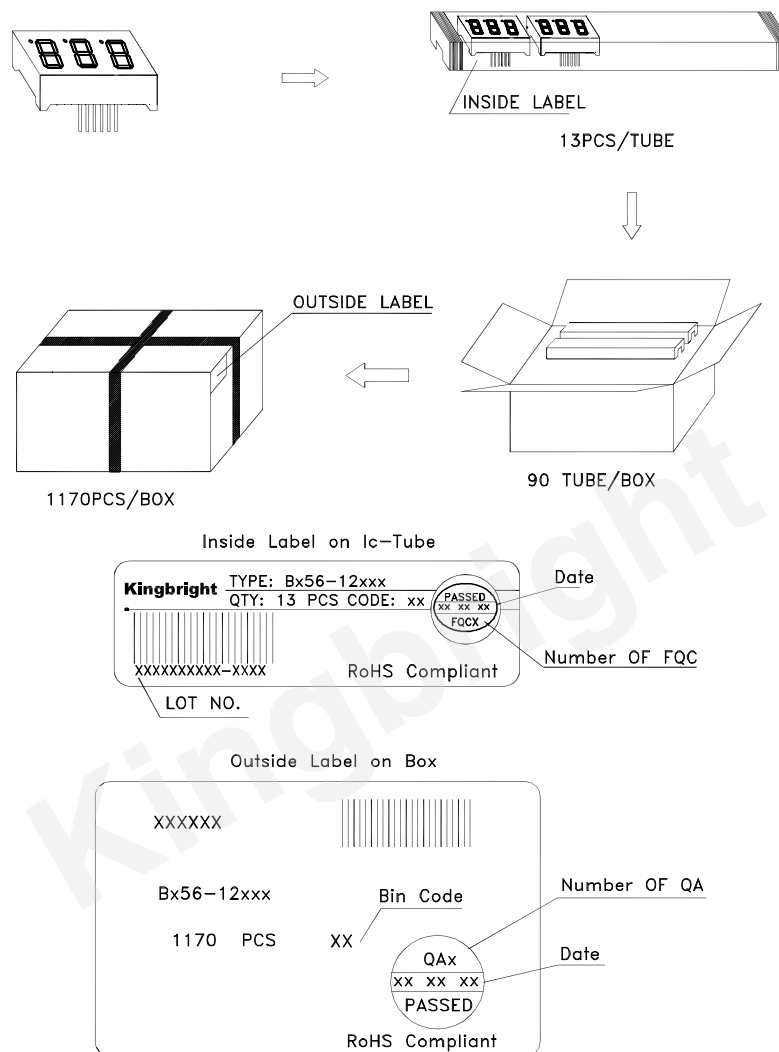 INSIDE LABEL
13PCS/TUBE
OUTSIDE LABEL
1170PCS/BOX
90 TUBE/BOX
Inside Label on Ic-Tube
Kingbright
TYPE: Bx56-12xxx
QTY: 13 PCS CODE: xx
PASSED
xx xx xx
FQCX
Date
Number OF FQC
XXXXXXXXXX-XXXX
RoHS Compliant
LOT NO.
Outside Label on Box
XXXXXX
Bx56-12xxx
Bin Code
Number OF QA
1170 PCS
XX
QAx
xx xx xx
PASSED
Date
RoHS Compliant
Kingbright